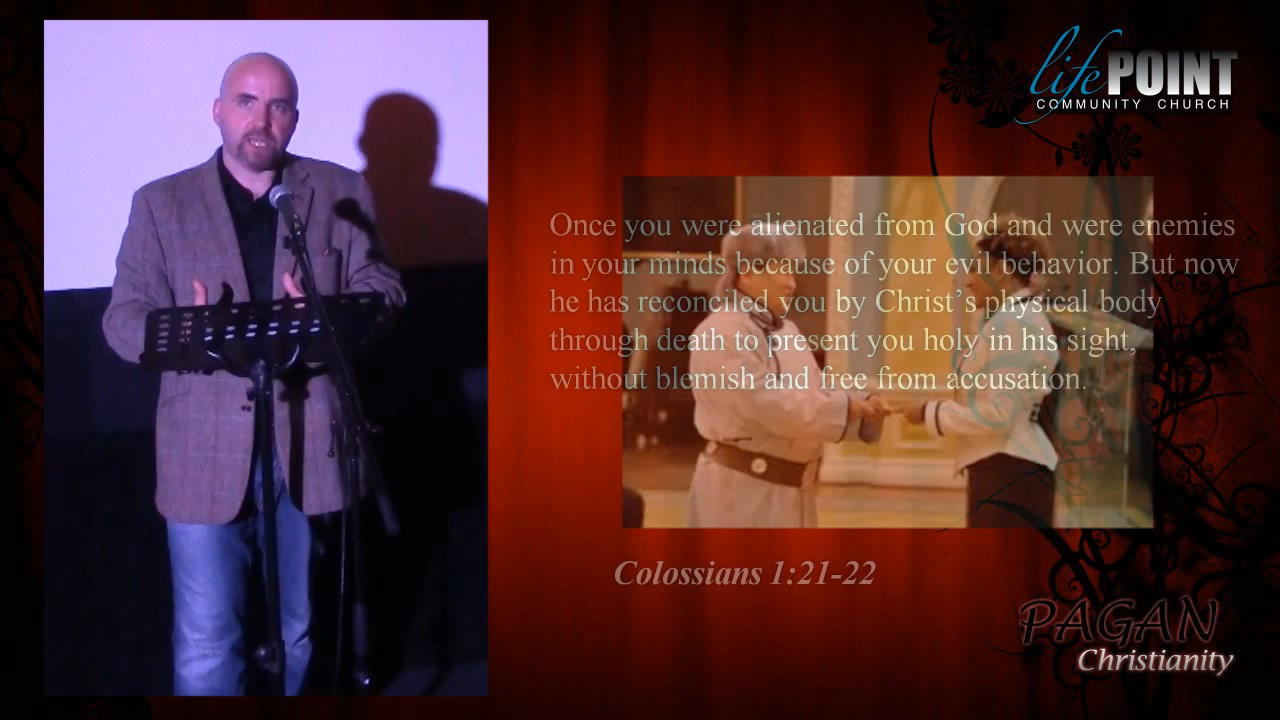 life POINT
COMMUNITY CHURCH
Once you were alienated from God and were enemies
in your minds because of your evil behavior. But now
he has reconciled you by Christ’s physical body
through death to present you holy in his sight,
without blemish and free from accusation.
Colossians 1:21-22
PAGAN
Christianity